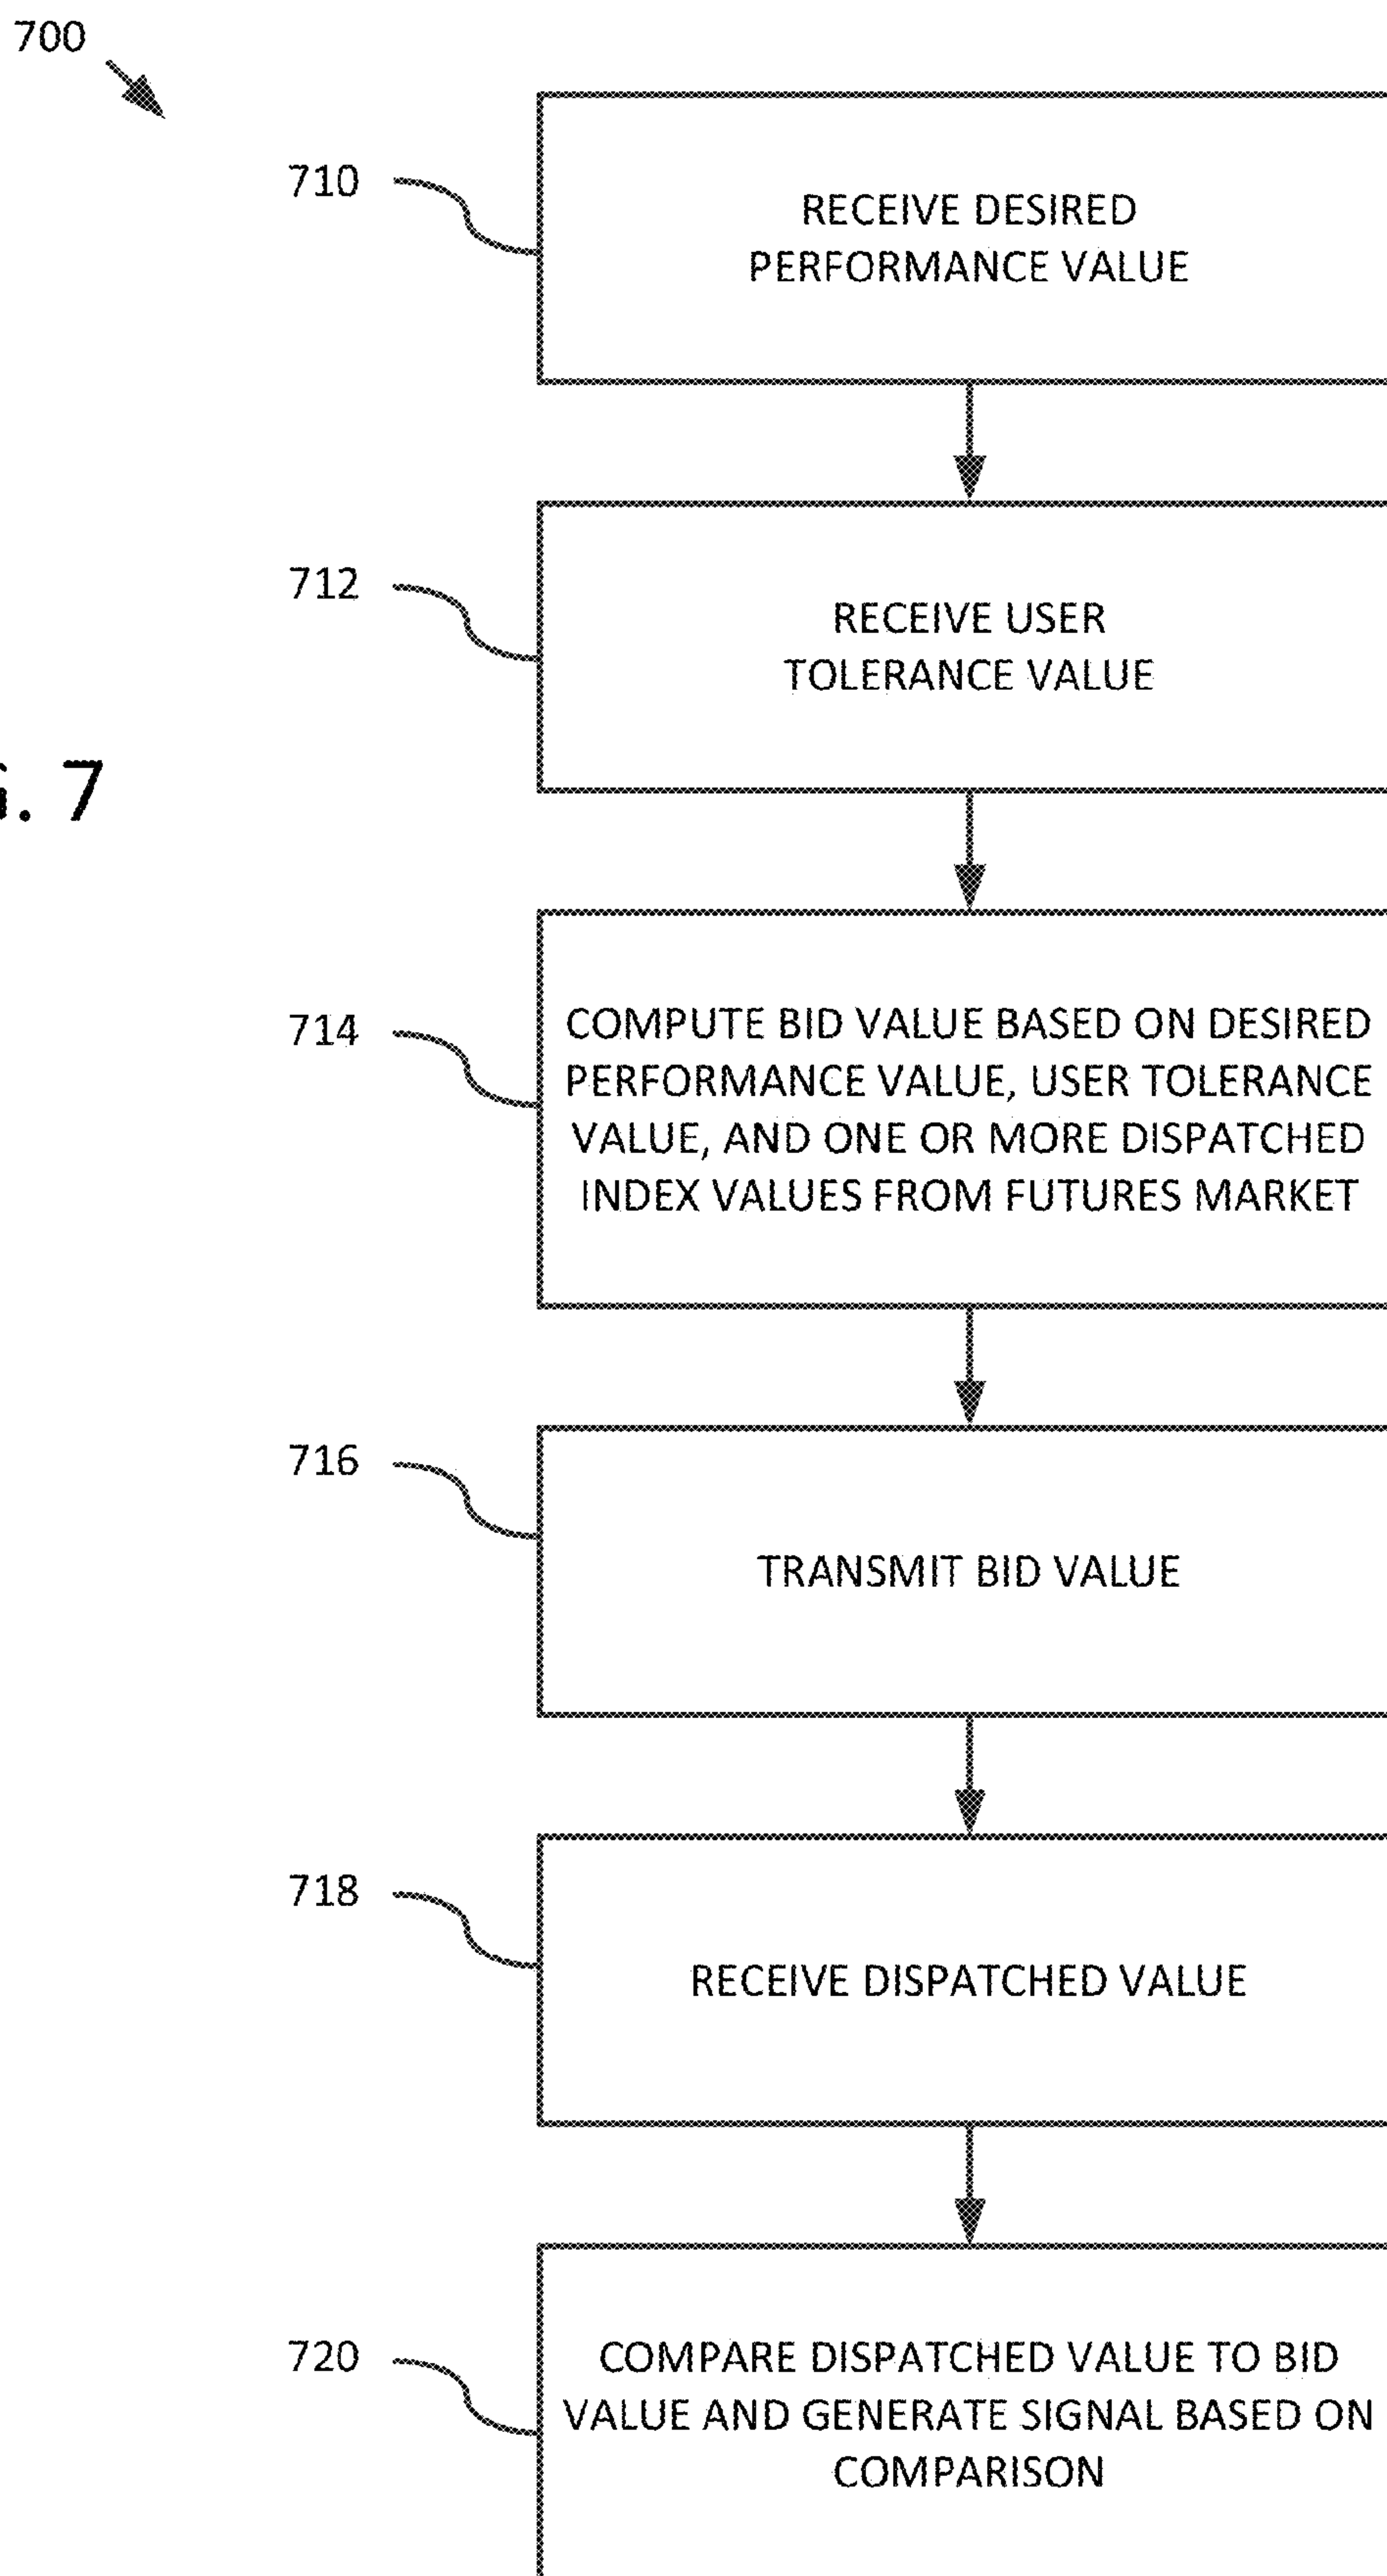 700
710
RECEIVE DESIRED
PERFORMANCE VALUE
712
RECEIVE USER
TOLERANCE VALUE
G. 7
714
COMPUTE BID VALUE BASED ON DESIRED
PERFORMANCE VALUE, USER TOLERANCE
VALUE, AND ONE OR MORE DISPATCHED
INDEX VALUES FROM FUTURES MARKET
716
TRANSMIT BID VALUE
718
RECEIVE DISPATCHED VALUE
720
COMPARE DISPATCHED VALUE TO BID
VALUE AND GENERATE SIGNAL BASED ON
COMPARISON